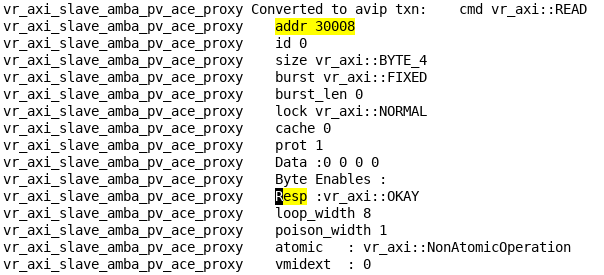 vr_axi_slave_amba_pv_ace_proxy Converted to avip txn:    cmd vr_axi::READ
vr_axi_slave_amba_pv_ace_proxy    addr 30008
vr_axi_slave_amba_pv_ace_proxy    id 0
vr_axi_slave_amba_pv_ace_proxy    size vr_axi::BYTE_4
vr_axi_slave_amba_pv_ace_proxy    burst vr_axi::FIXED
vr_axi_slave_amba_pv_ace_proxy    burst_len 0
vr_axi_slave_amba_pv_ace_proxy    lock vr_axi::NORMAL
vr_axi_slave_amba_pv_ace_proxy    cache 0
vr_axi_slave_amba_pv_ace_proxy    prot 1
vr_axi_slave_amba_pv_ace_proxy    Data :0 0 0 0
vr_axi_slave_amba_pv_ace_proxy    Byte Enables :
vr_axi_slave_amba_pv_ace_proxy    Resp :vr_axi::OKAY
vr_axi_slave_amba_pv_ace_proxy    loop_width 8
vr_axi_slave_amba_pv_ace_proxy    poison_width 1
vr_axi_slave_amba_pv_ace_proxy    atomic   : vr_axi::NonAtomicOperation
vr_axi_slave_amba_pv_ace_proxy    vmidext  : 0